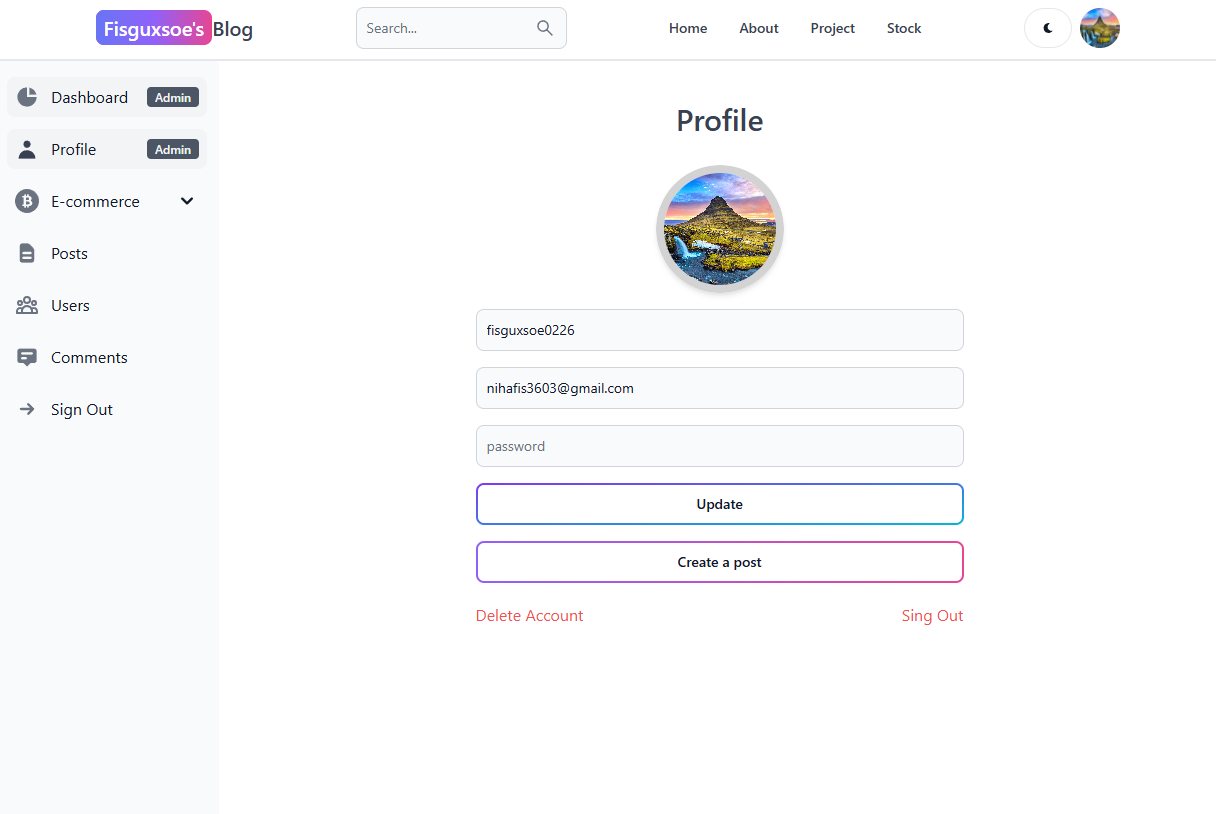 Fisguxsoe's Blog
Search...
Home About Project Stock
Dashboard Admin
Profile Admin
E-commerce
Posts
Users
Comments
Sign Out
Profile
fisguxsoe0226
nihafis3603@gmail.com
password
Update
Create a post
Delete Account Sing Out